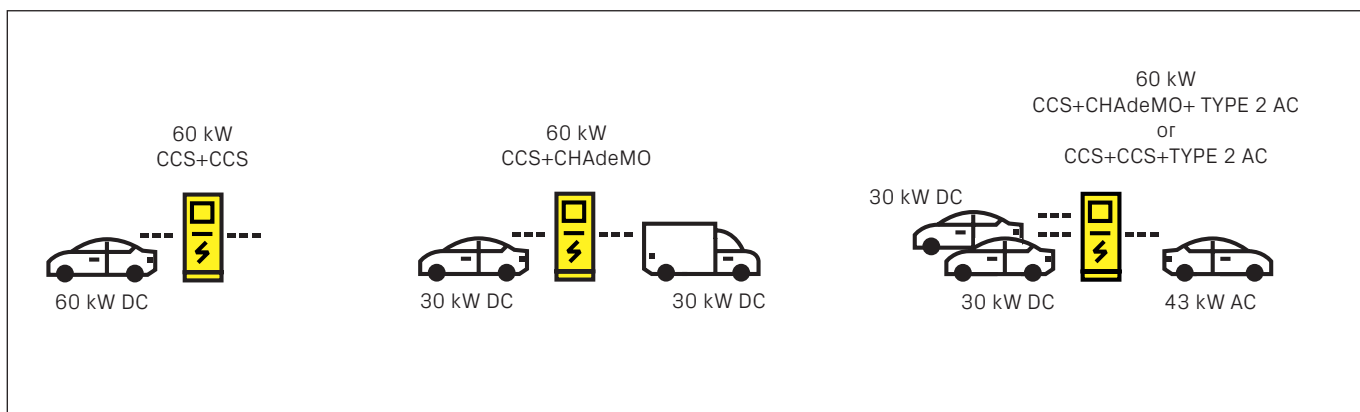 60 kW
CCS+CCS
60 kW DC
60 kW
CCS+CHAdeMO
30 kW DC
30 kW DC
60 kW
CCS+CHAdeMO+ TYPE 2 AC
or
CCS+CCS+TYPE 2 AC
30 kW DC
30 kW DC
43 kW AC